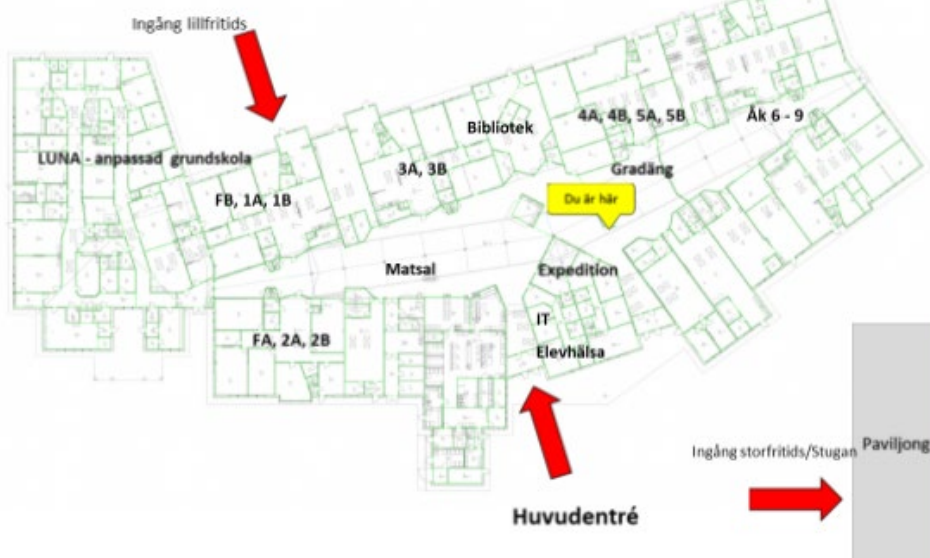 Ingång lillfritids
LUNA - anpassad grundskola
FB, 1A, 1B
3A, 3B
Bibliotek
4A, 4B, 5A, 5B
Åk 6 - 9
Gradäng
Du är här
Matsal
Expedition
FA, 2A, 2B
IT
Elevhälsa
Huvudentré
Ingång storfritids/Stugan
Paviljong